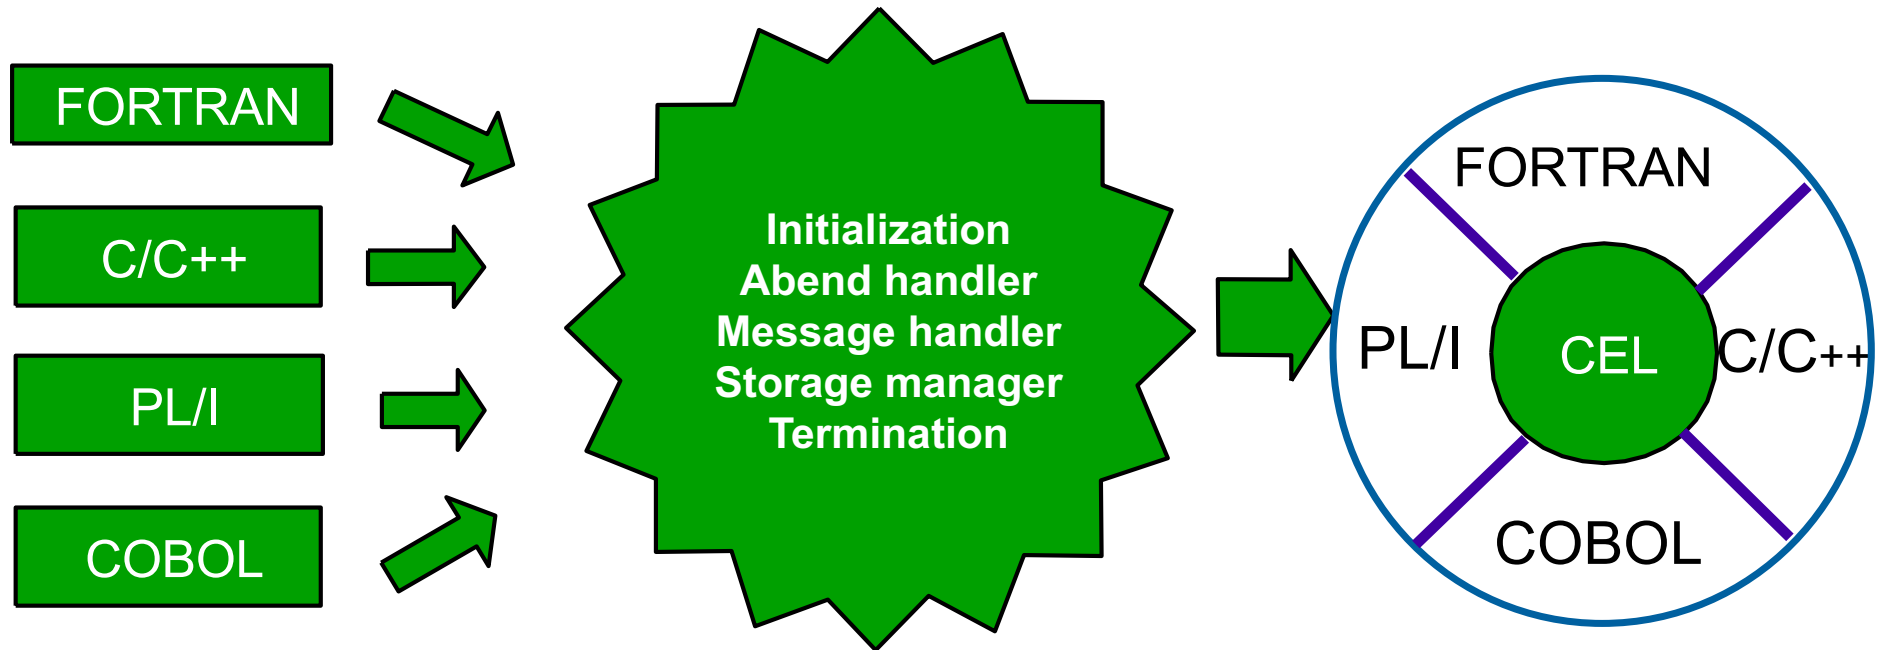 FORTRAN
C/C++
PL/I
COBOL
Initialization
Abend handler
Message handler
Storage manager
Termination
FORTRAN
PL/I
CEL
C/C++
COBOL